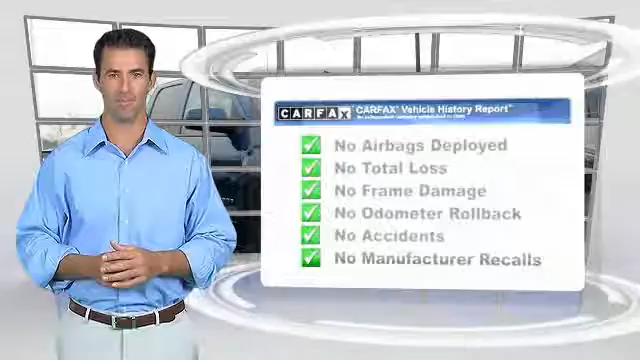 CARFAX CARFAX Vehicle History Report™
No Airbags Deployed
No Total Loss
No Frame Damage
No Odometer Rollback
No Accidents
No Manufacturer Recalls